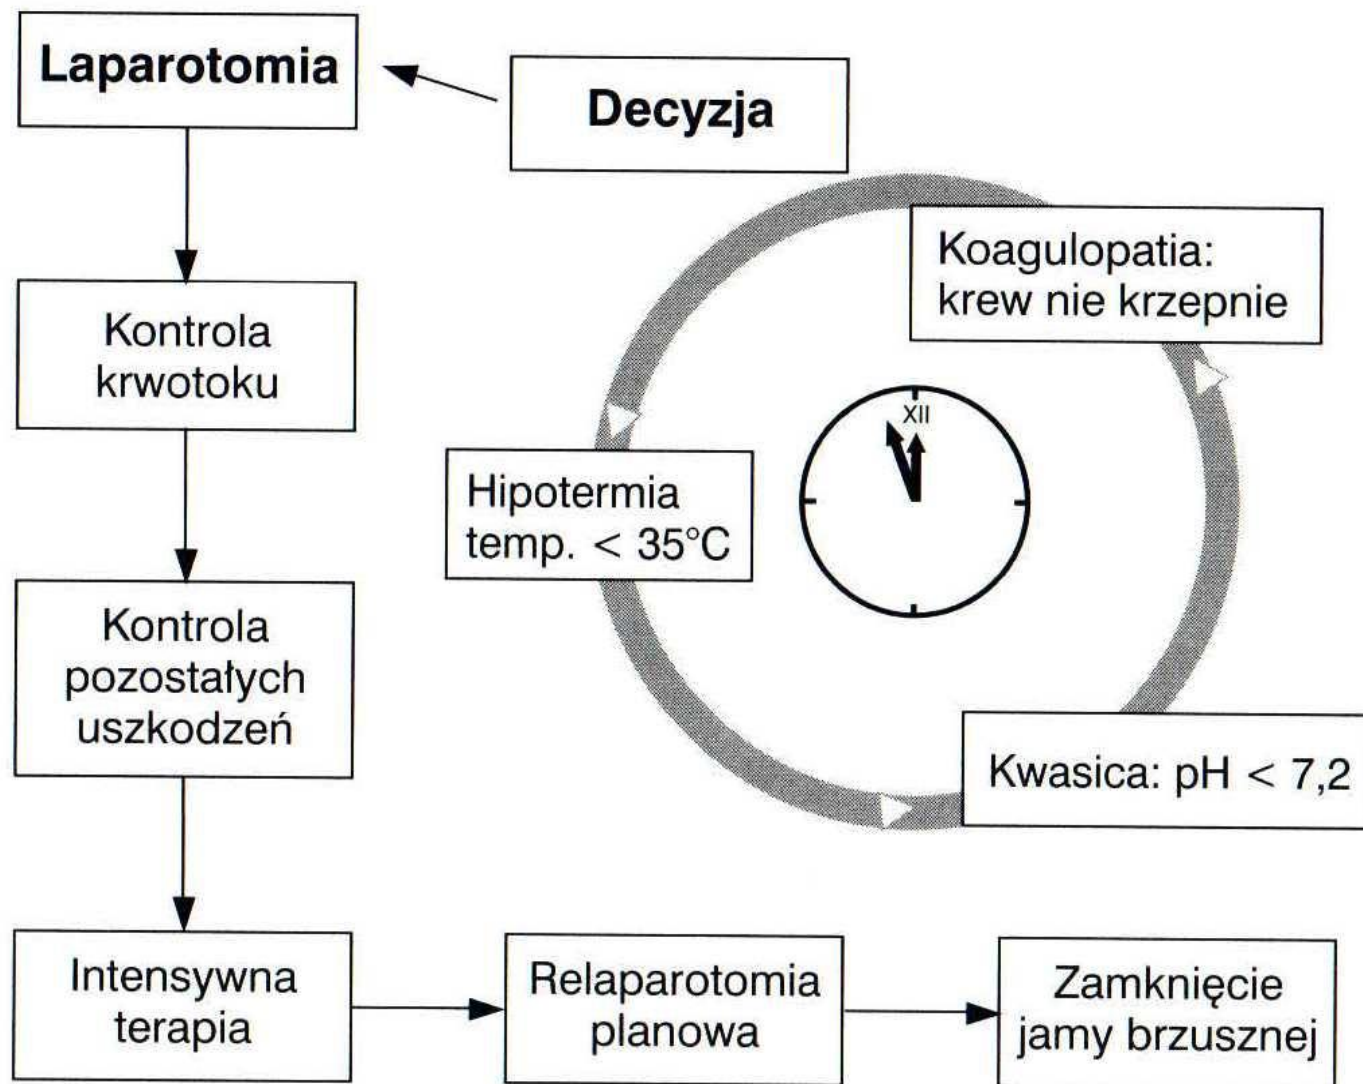 Laparotomia
Decyzja
Koagulopatia:
krew nie krzepnie
Kontrola
krwotoku
XII
Hipotermia
temp. < 35°C
Kontrola
pozostałych
uszkodzeń
Kwasica: pH < 7,2
Intensywna
terapia
Relaparotomia
planowa
Zamknięcie
jamy brzusznej